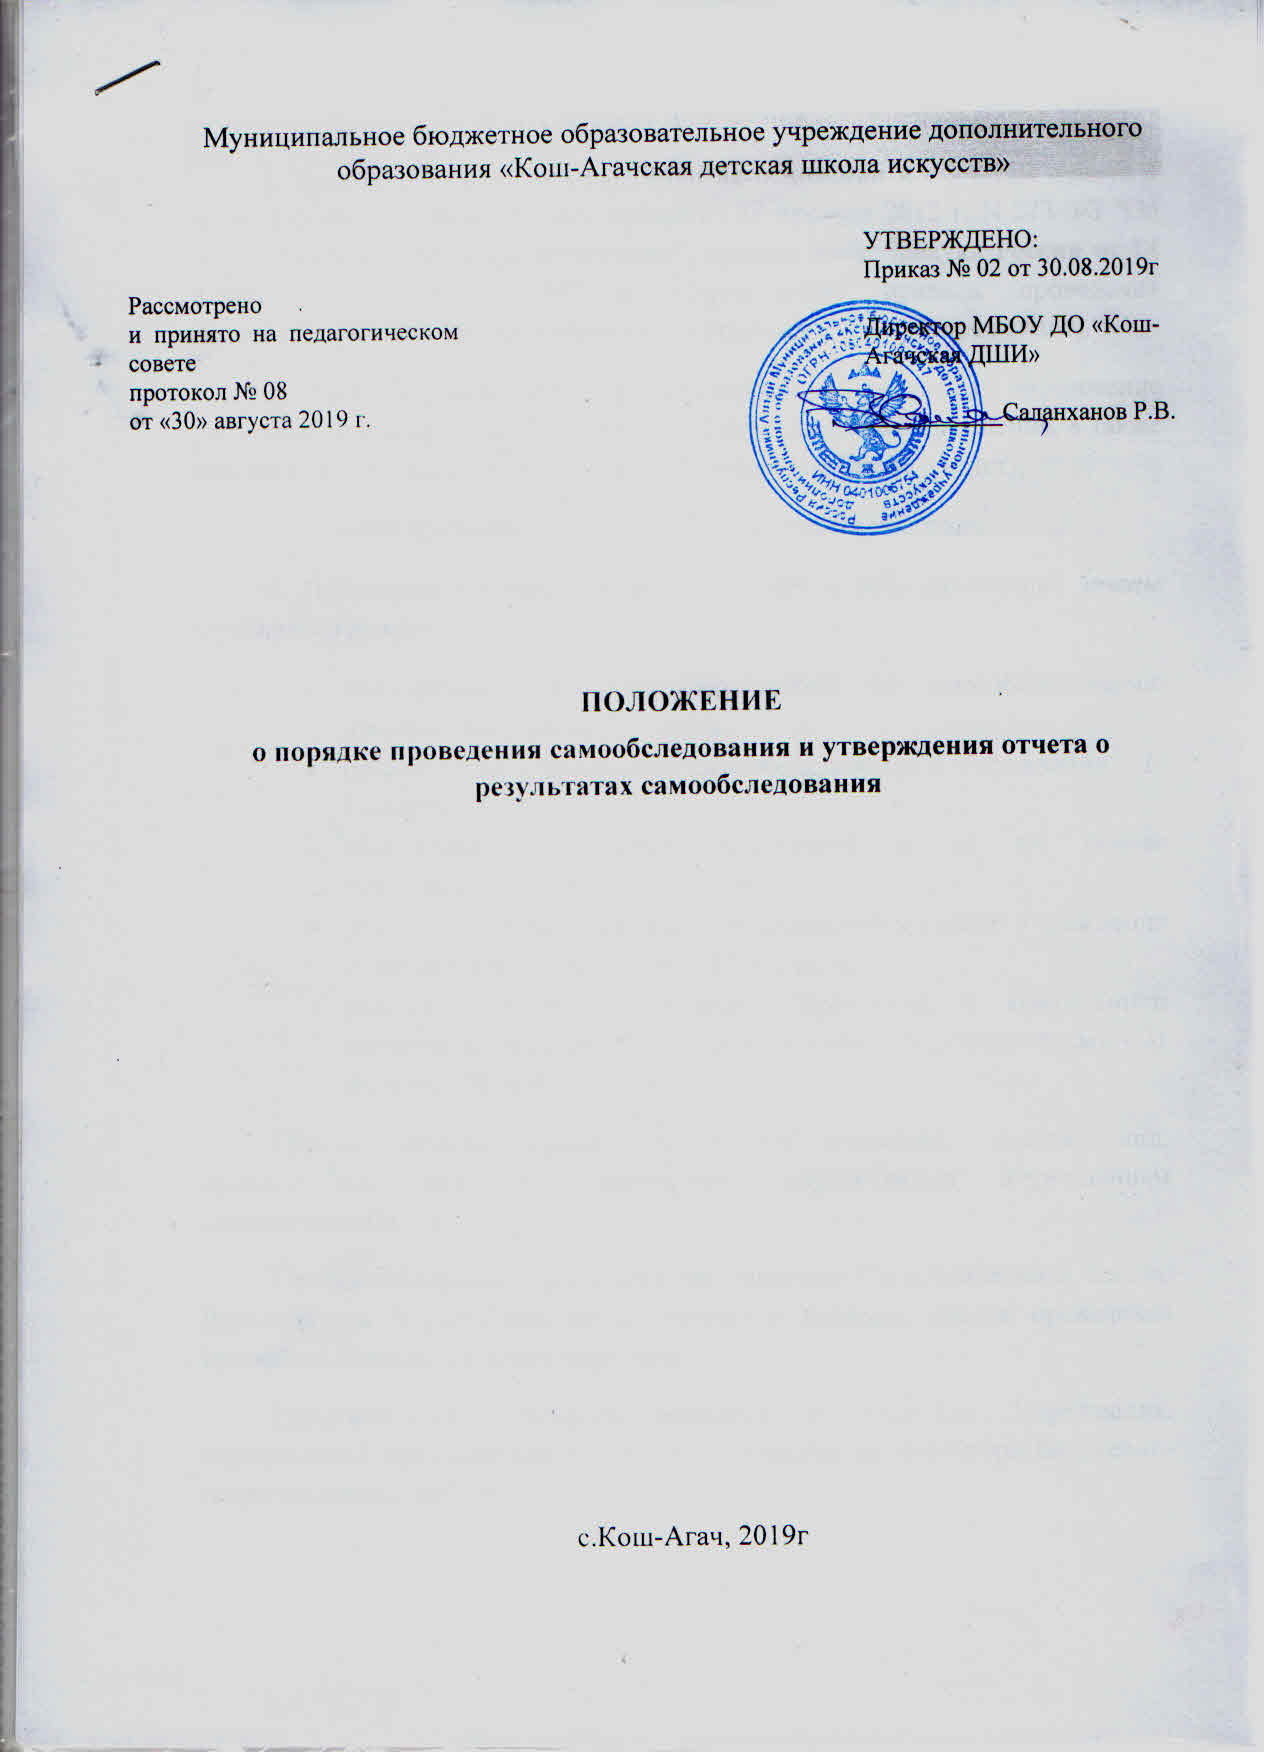 Муниципальное бюджетное образовательное учреждение дополнительного
образования «Кош-Агачская детская школа искусств»
УТВЕРЖДЕНО:
Приказ № 02 от 30.08.2019г
Рассмотрено
и принято на педагогическом
совете
протокол № 08
от «30» августа 2019 г.
Директор МБОУ ДО «Кош-
Агачская ДШИ»
Саланханов Р.В.
ИНН 0401006754
ПОЛОЖЕНИЕ
о порядке проведения самообследования и утверждения отчета о
результатах самообследования
с.Кош-Агач, 2019г